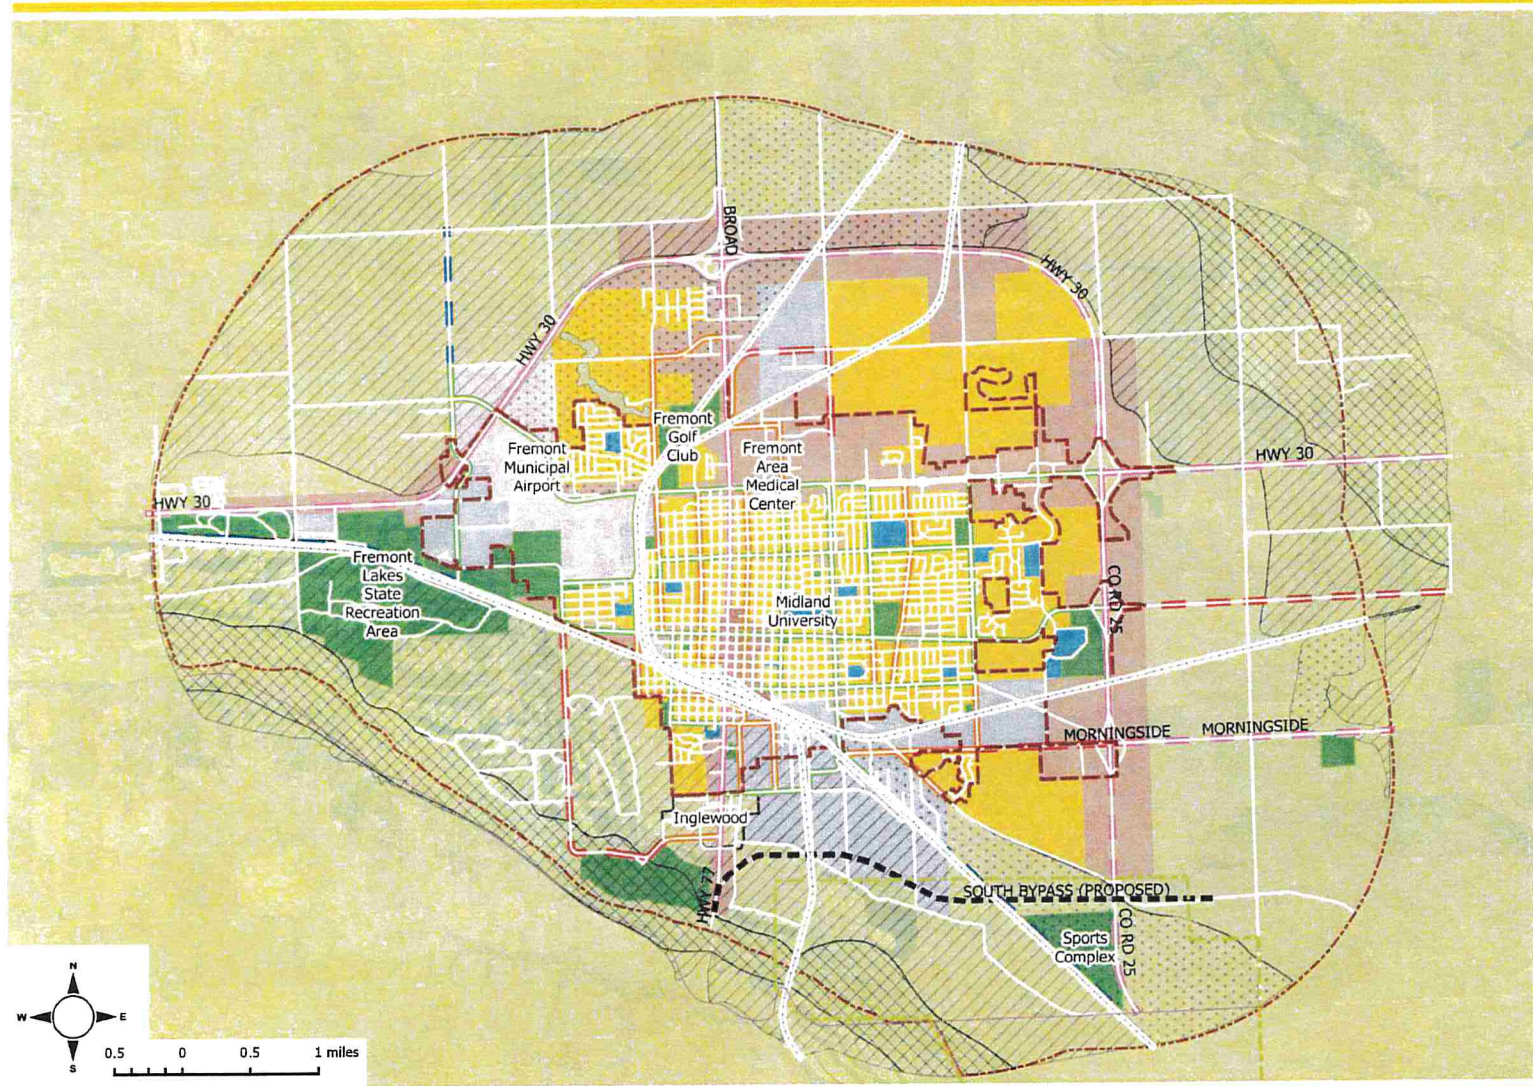 BROAD
HWY 30
HWY 30
Fremont
Golf
Club
Fremont
Municipal
Airport
Fremont
Area
Medical
Center
HWY 30
HWY 30
Fremont
Lakes
State
Recreation
Area
CO RD 25
Midland
University
MORNINGSIDE
MORNINGSIDE
Inglewood
HWY 77
SOUTH BYPASS (PROPOSED)
Sports
Complex
CO RD 25
N
W
E
S
0.5 0 0.5 1 miles